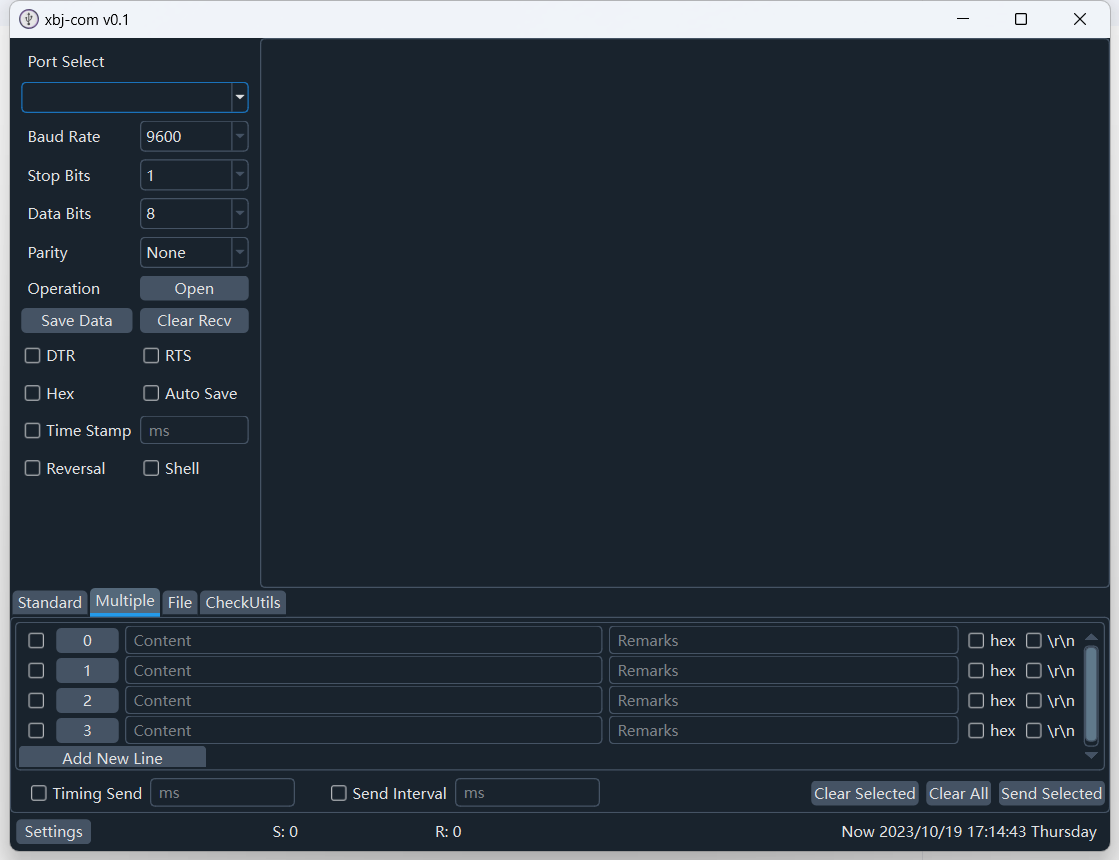 xbj-com v0.1
Port Select
Baud Rate 9600
Stop Bits 1
Data Bits 8
Parity None
Operation Open
Save Data Clear Recv
DTR RTS
Hex Auto Save
Time Stamp ms
Reversal Shell
Standard Multiple File CheckUtils
0 Content Remarks hex \r\n
1 Content Remarks hex \r\n
2 Content Remarks hex \r\n
3 Content Remarks hex \r\n
Add New Line
Timing Send ms Send Interval ms Clear Selected Clear All Send Selected
Settings S: 0 R: 0 Now 2023/10/19 17:14:43 Thursday